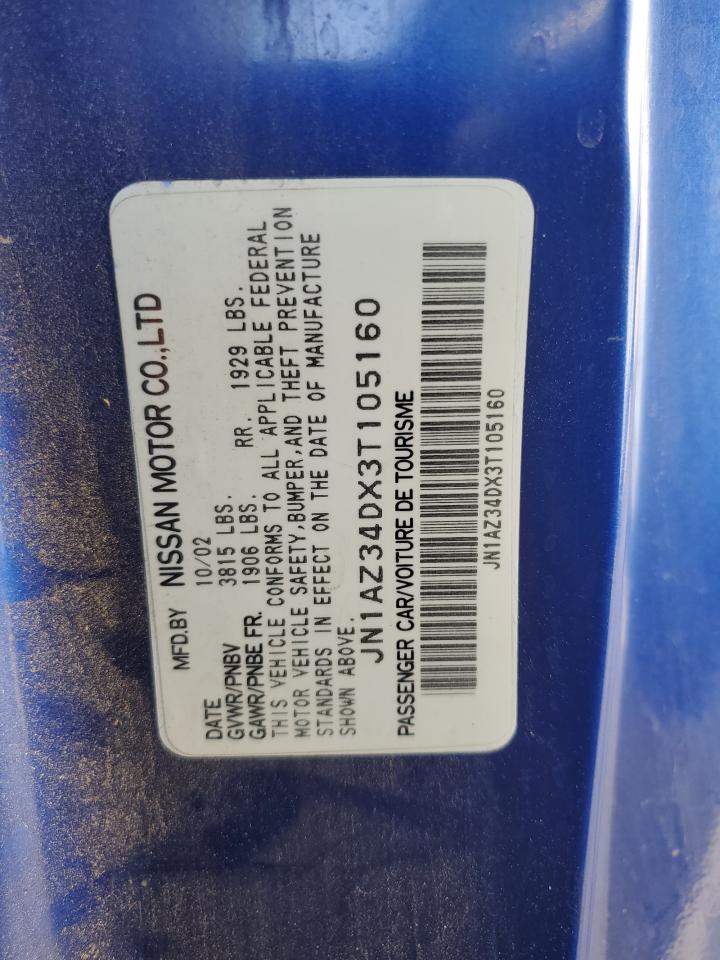 MFD.BY NISSAN MOTOR CO.,LTD
DATE 10/02
GVWR/PNBV 3815 LBS.
GAWR/PNBE FR. 1906 LBS. RR. 1929 LBS.
THIS VEHICLE CONFORMS TO ALL APPLICABLE FEDERAL
MOTOR VEHICLE SAFETY,BUMPER,AND THEFT PREVENTION
STANDARDS IN EFFECT ON THE DATE OF MANUFACTURE
SHOWN ABOVE.
JN1AZ34DX3T105160
PASSENGER CAR/VOITURE DE TOURISME
JN1AZ34DX3T105160